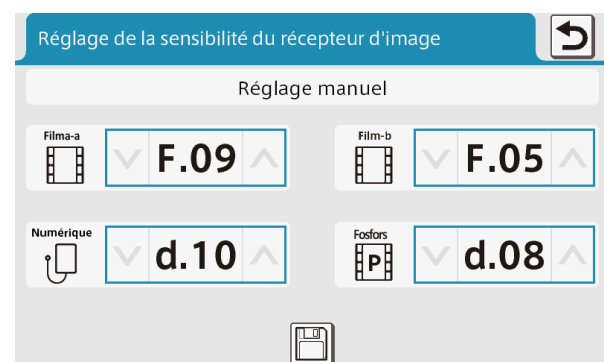 Réglage de la sensibilité du récepteur d'image
Réglage manuel
Filma-a
F.09
Film-b
F.05
Numérique
d.10
Fosfors
P
d.08